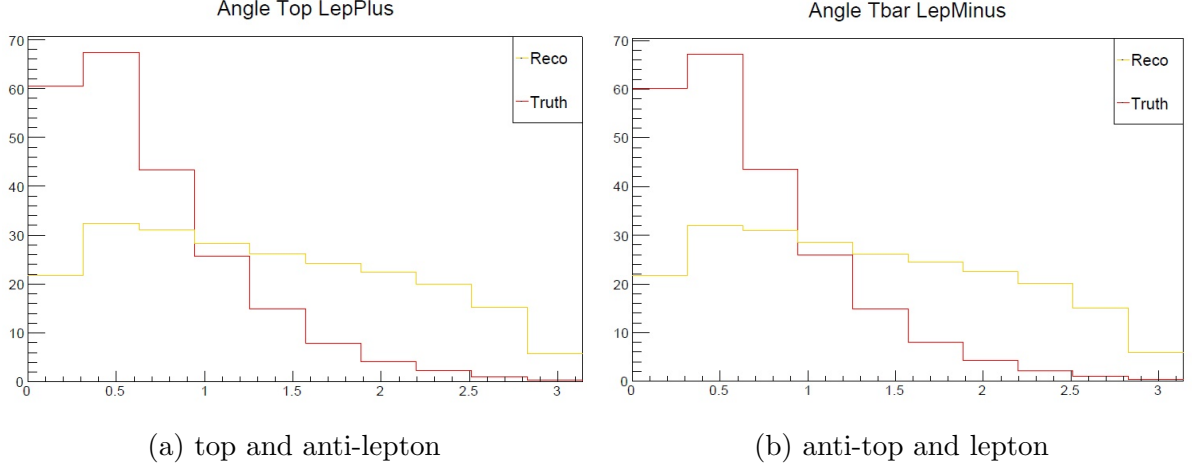 Angle Top LepPlus
70
60
50
40
30
20
10
0
0 0.5 1 1.5 2 2.5 3
Reco
Truth
(a) top and anti-lepton
Angle Tbar LepMinus
70
60
50
40
30
20
10
0
0 0.5 1 1.5 2 2.5 3
Reco
Truth
(b) anti-top and lepton